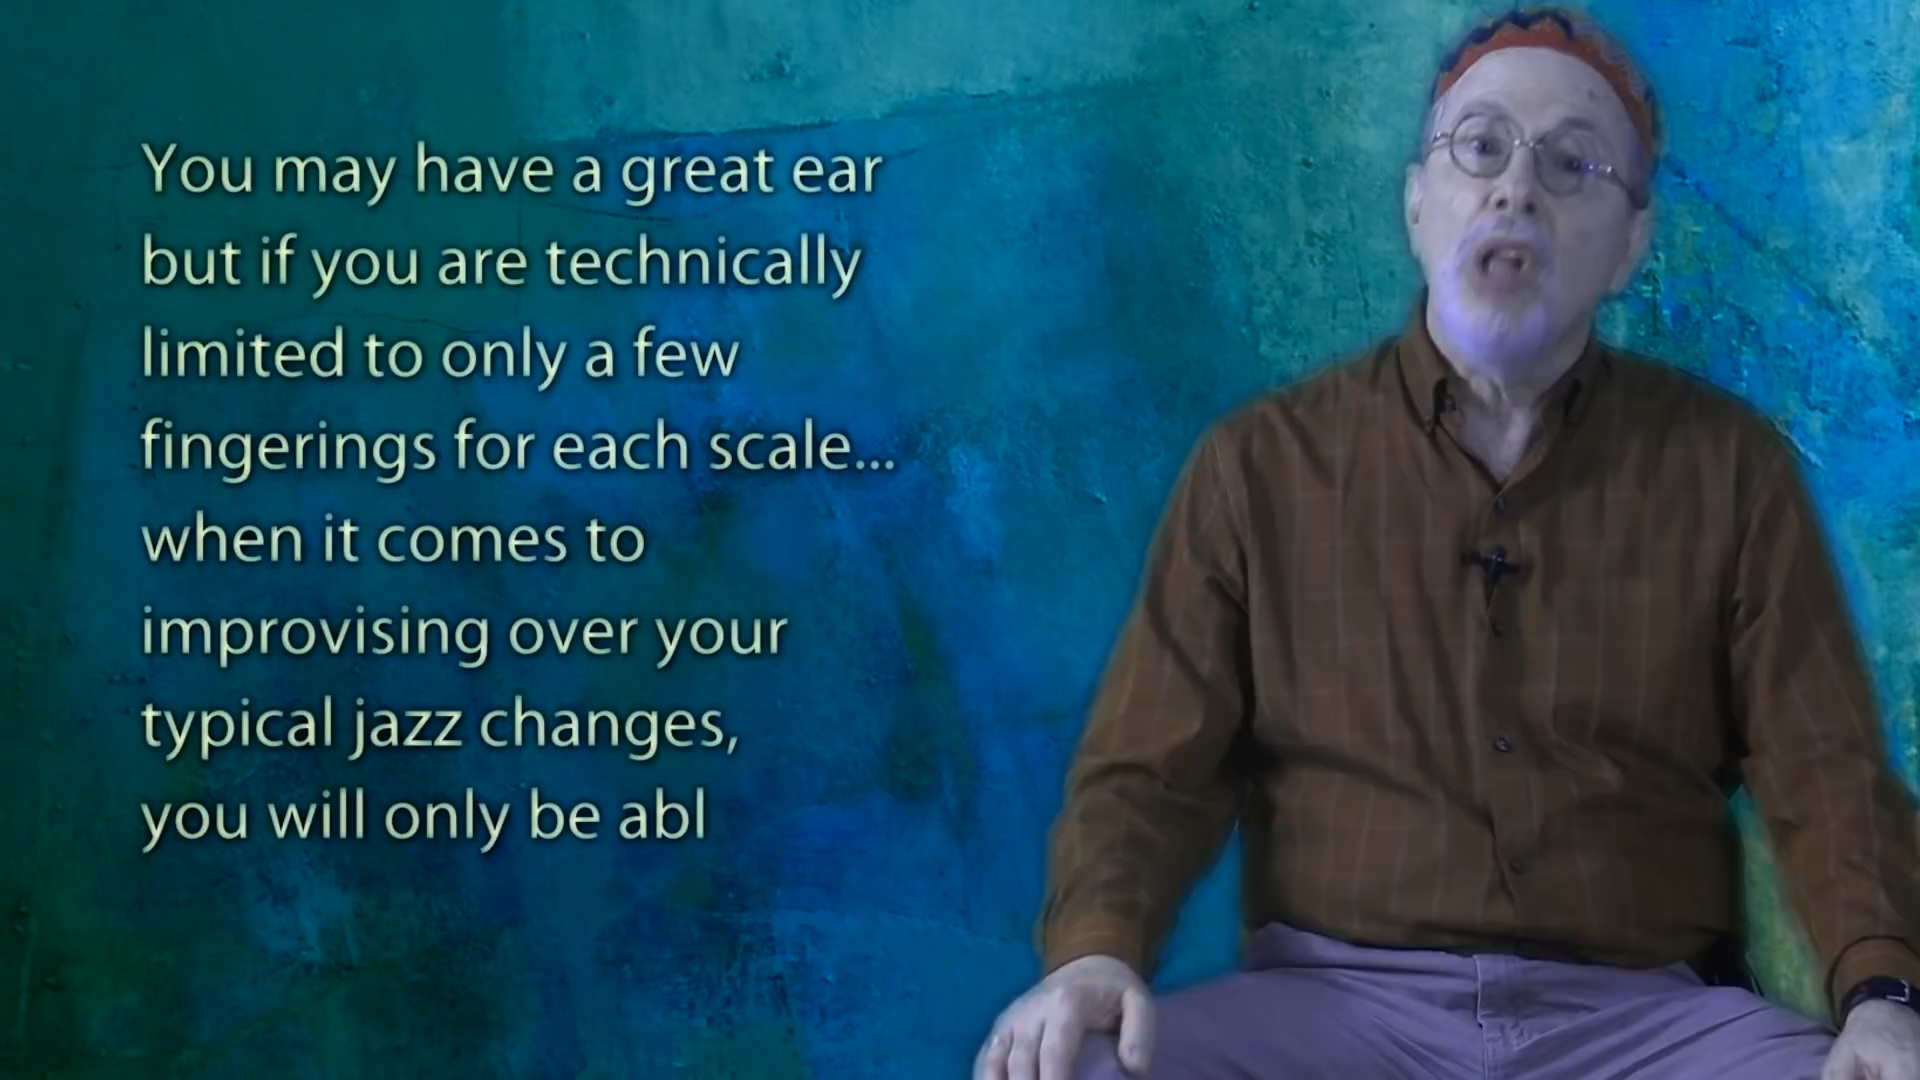 You may have a great ear
but if you are technically
limited to only a few
fingerings for each scale...
when it comes to
improvising over your
typical jazz changes,
you will only be abl